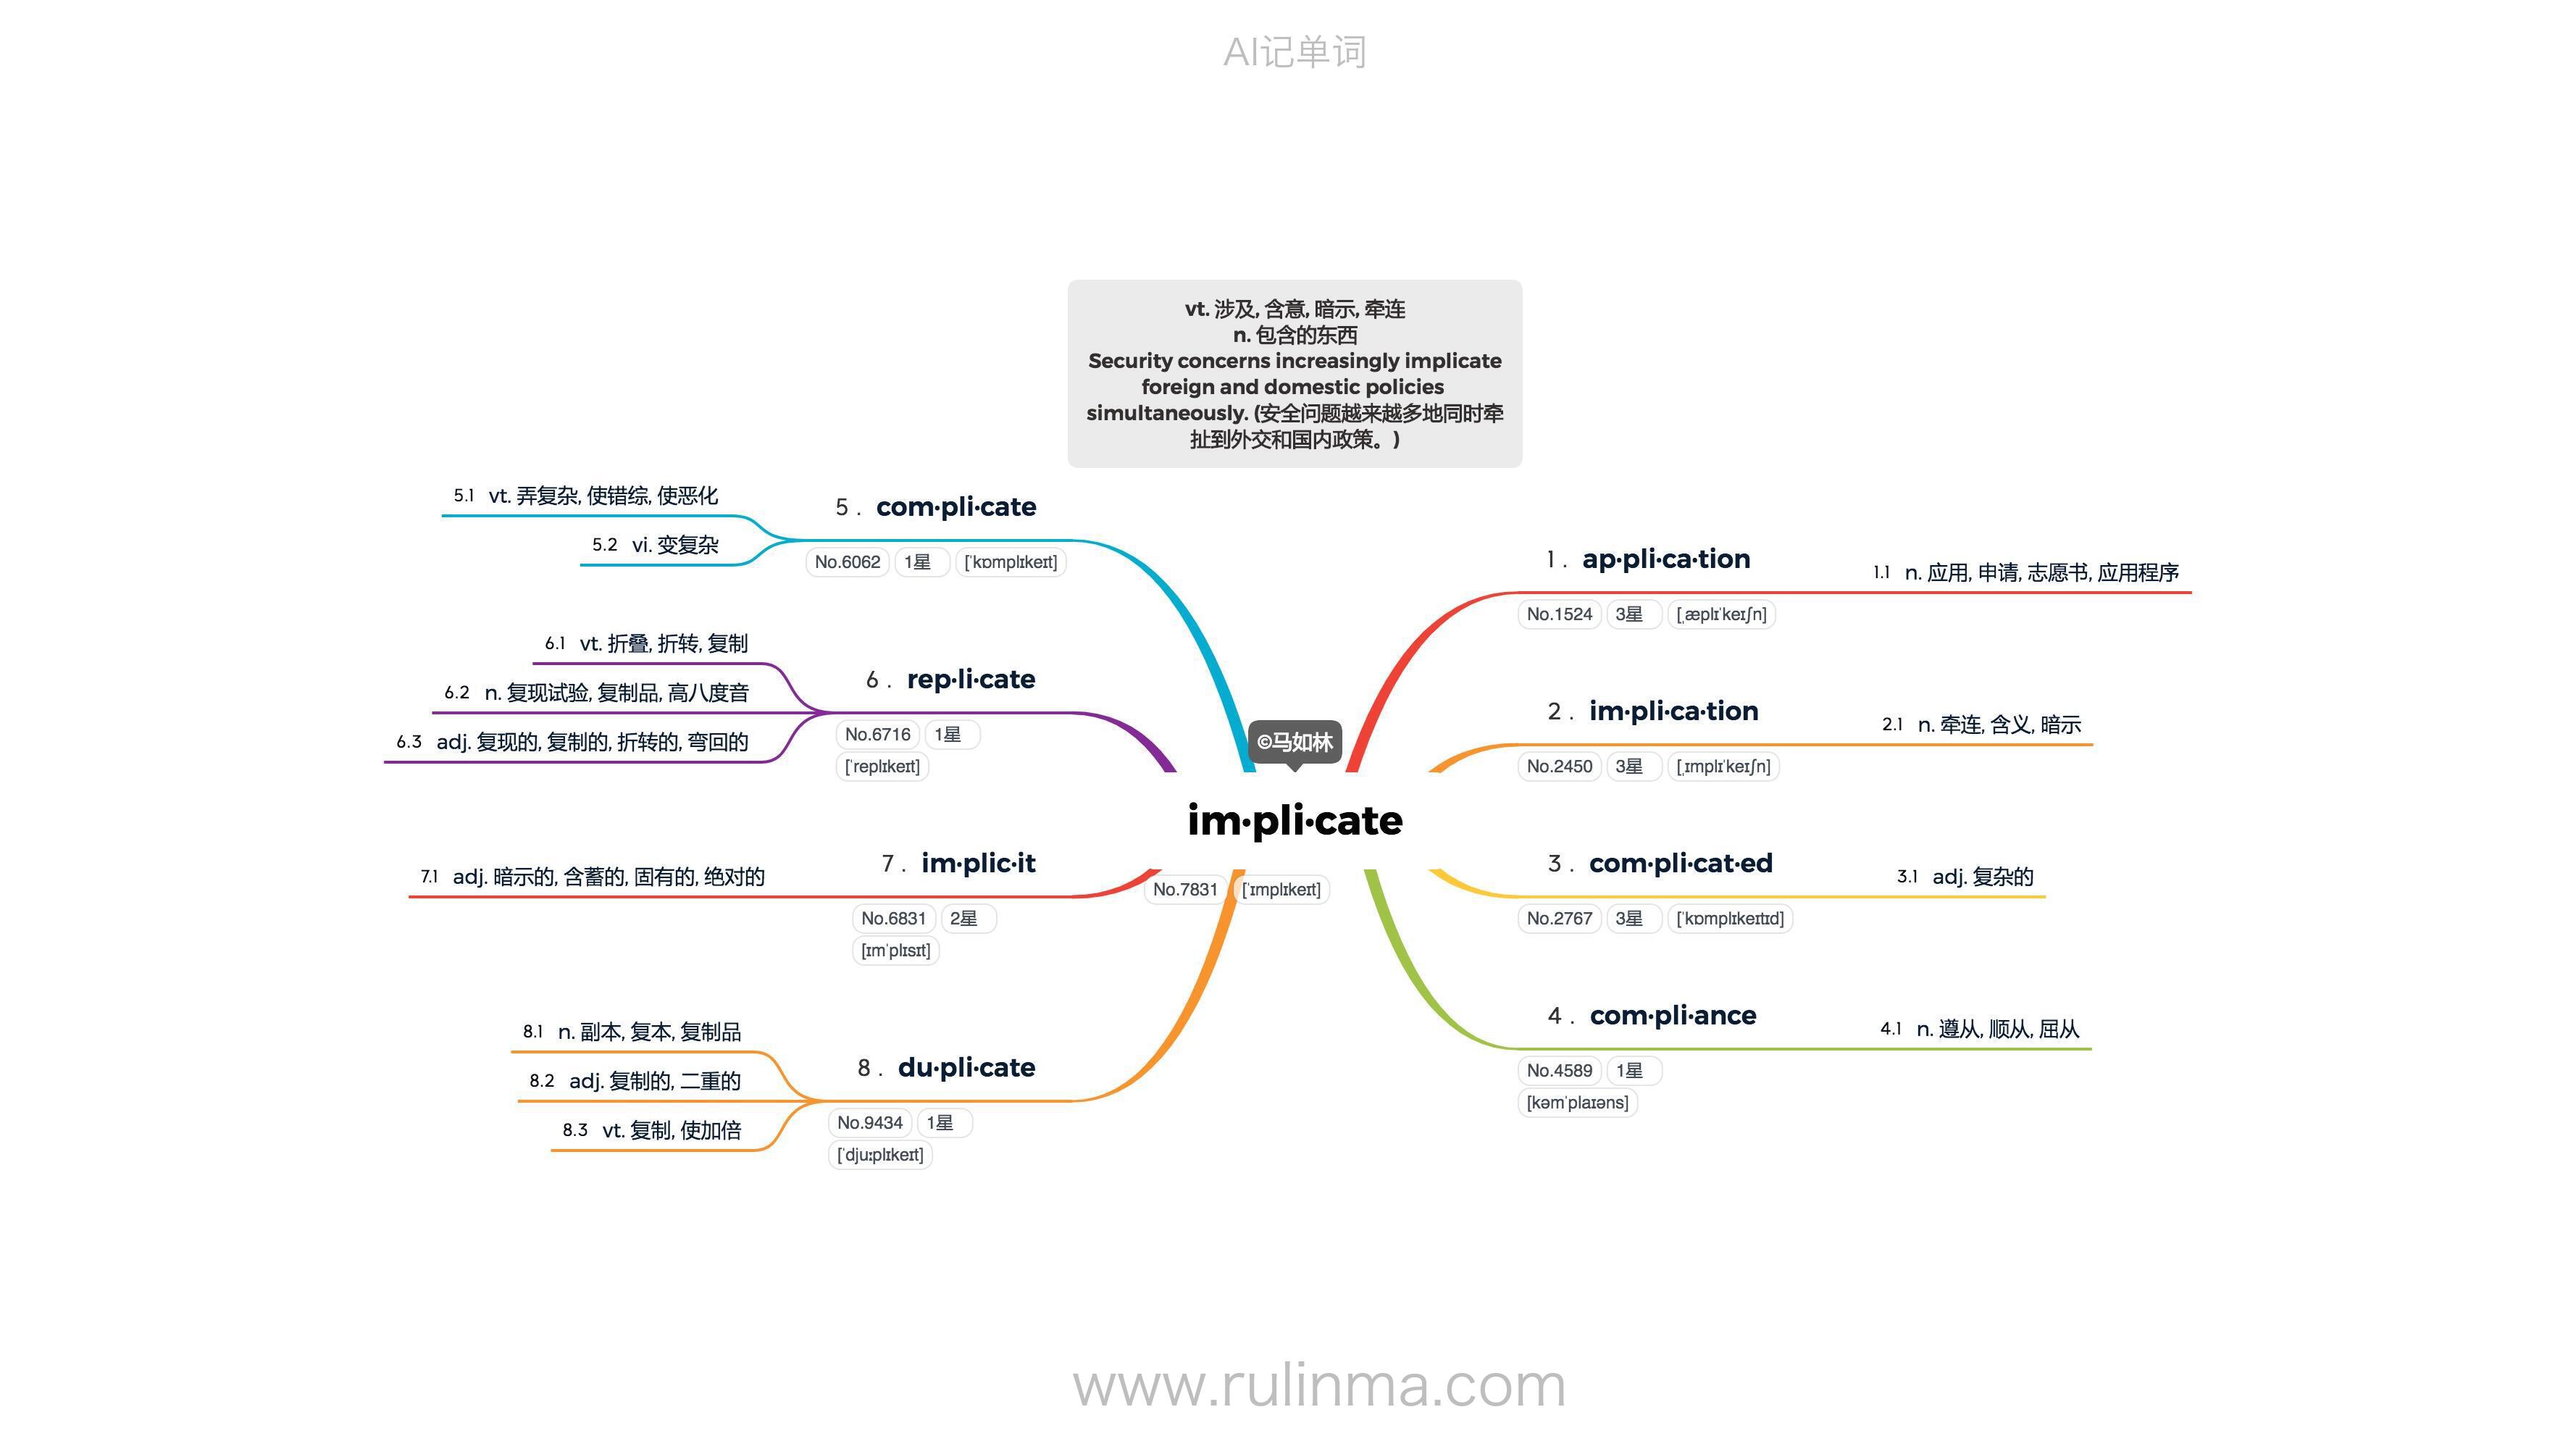 AI记单词
vt. 涉及, 含意, 暗示, 牵连
n. 包含的东西
Security concerns increasingly implicate
foreign and domestic policies
simultaneously. (安全问题越来越多地同时牵
扯到外交和国内政策。)
©马如林
im·pli·cate
No.7831 [ˈɪmplɪkeɪt]
1 . ap·pli·ca·tion
No.1524 3星 [ˌæplɪˈkeɪʃn]
1.1 n. 应用, 申请, 志愿书, 应用程序
2 . im·pli·ca·tion
No.2450 3星 [ˌɪmplɪˈkeɪʃn]
2.1 n. 牵连, 含义, 暗示
3 . com·pli·cat·ed
No.2767 3星 [ˈkɒmplɪkeɪtɪd]
3.1 adj. 复杂的
4 . com·pli·ance
No.4589 1星
[kəmˈplaɪəns]
4.1 n. 遵从, 顺从, 屈从
5 . com·pli·cate
No.6062 1星 [ˈkɒmplɪkeɪt]
5.1 vt. 弄复杂, 使错综, 使恶化
5.2 vi. 变复杂
6 . rep·li·cate
No.6716 1星
[ˈreplɪkeɪt]
6.1 vt. 折叠, 折转, 复制
6.2 n. 复现试验, 复制品, 高八度音
6.3 adj. 复现的, 复制的, 折转的, 弯回的
7 . im·plic·it
No.6831 2星
[ɪmˈplɪsɪt]
7.1 adj. 暗示的, 含蓄的, 固有的, 绝对的
8 . du·pli·cate
No.9434 1星
[ˈdjuːplɪkeɪt]
8.1 n. 副本, 复本, 复制品
8.2 adj. 复制的, 二重的
8.3 vt. 复制, 使加倍
www.rulinma.com